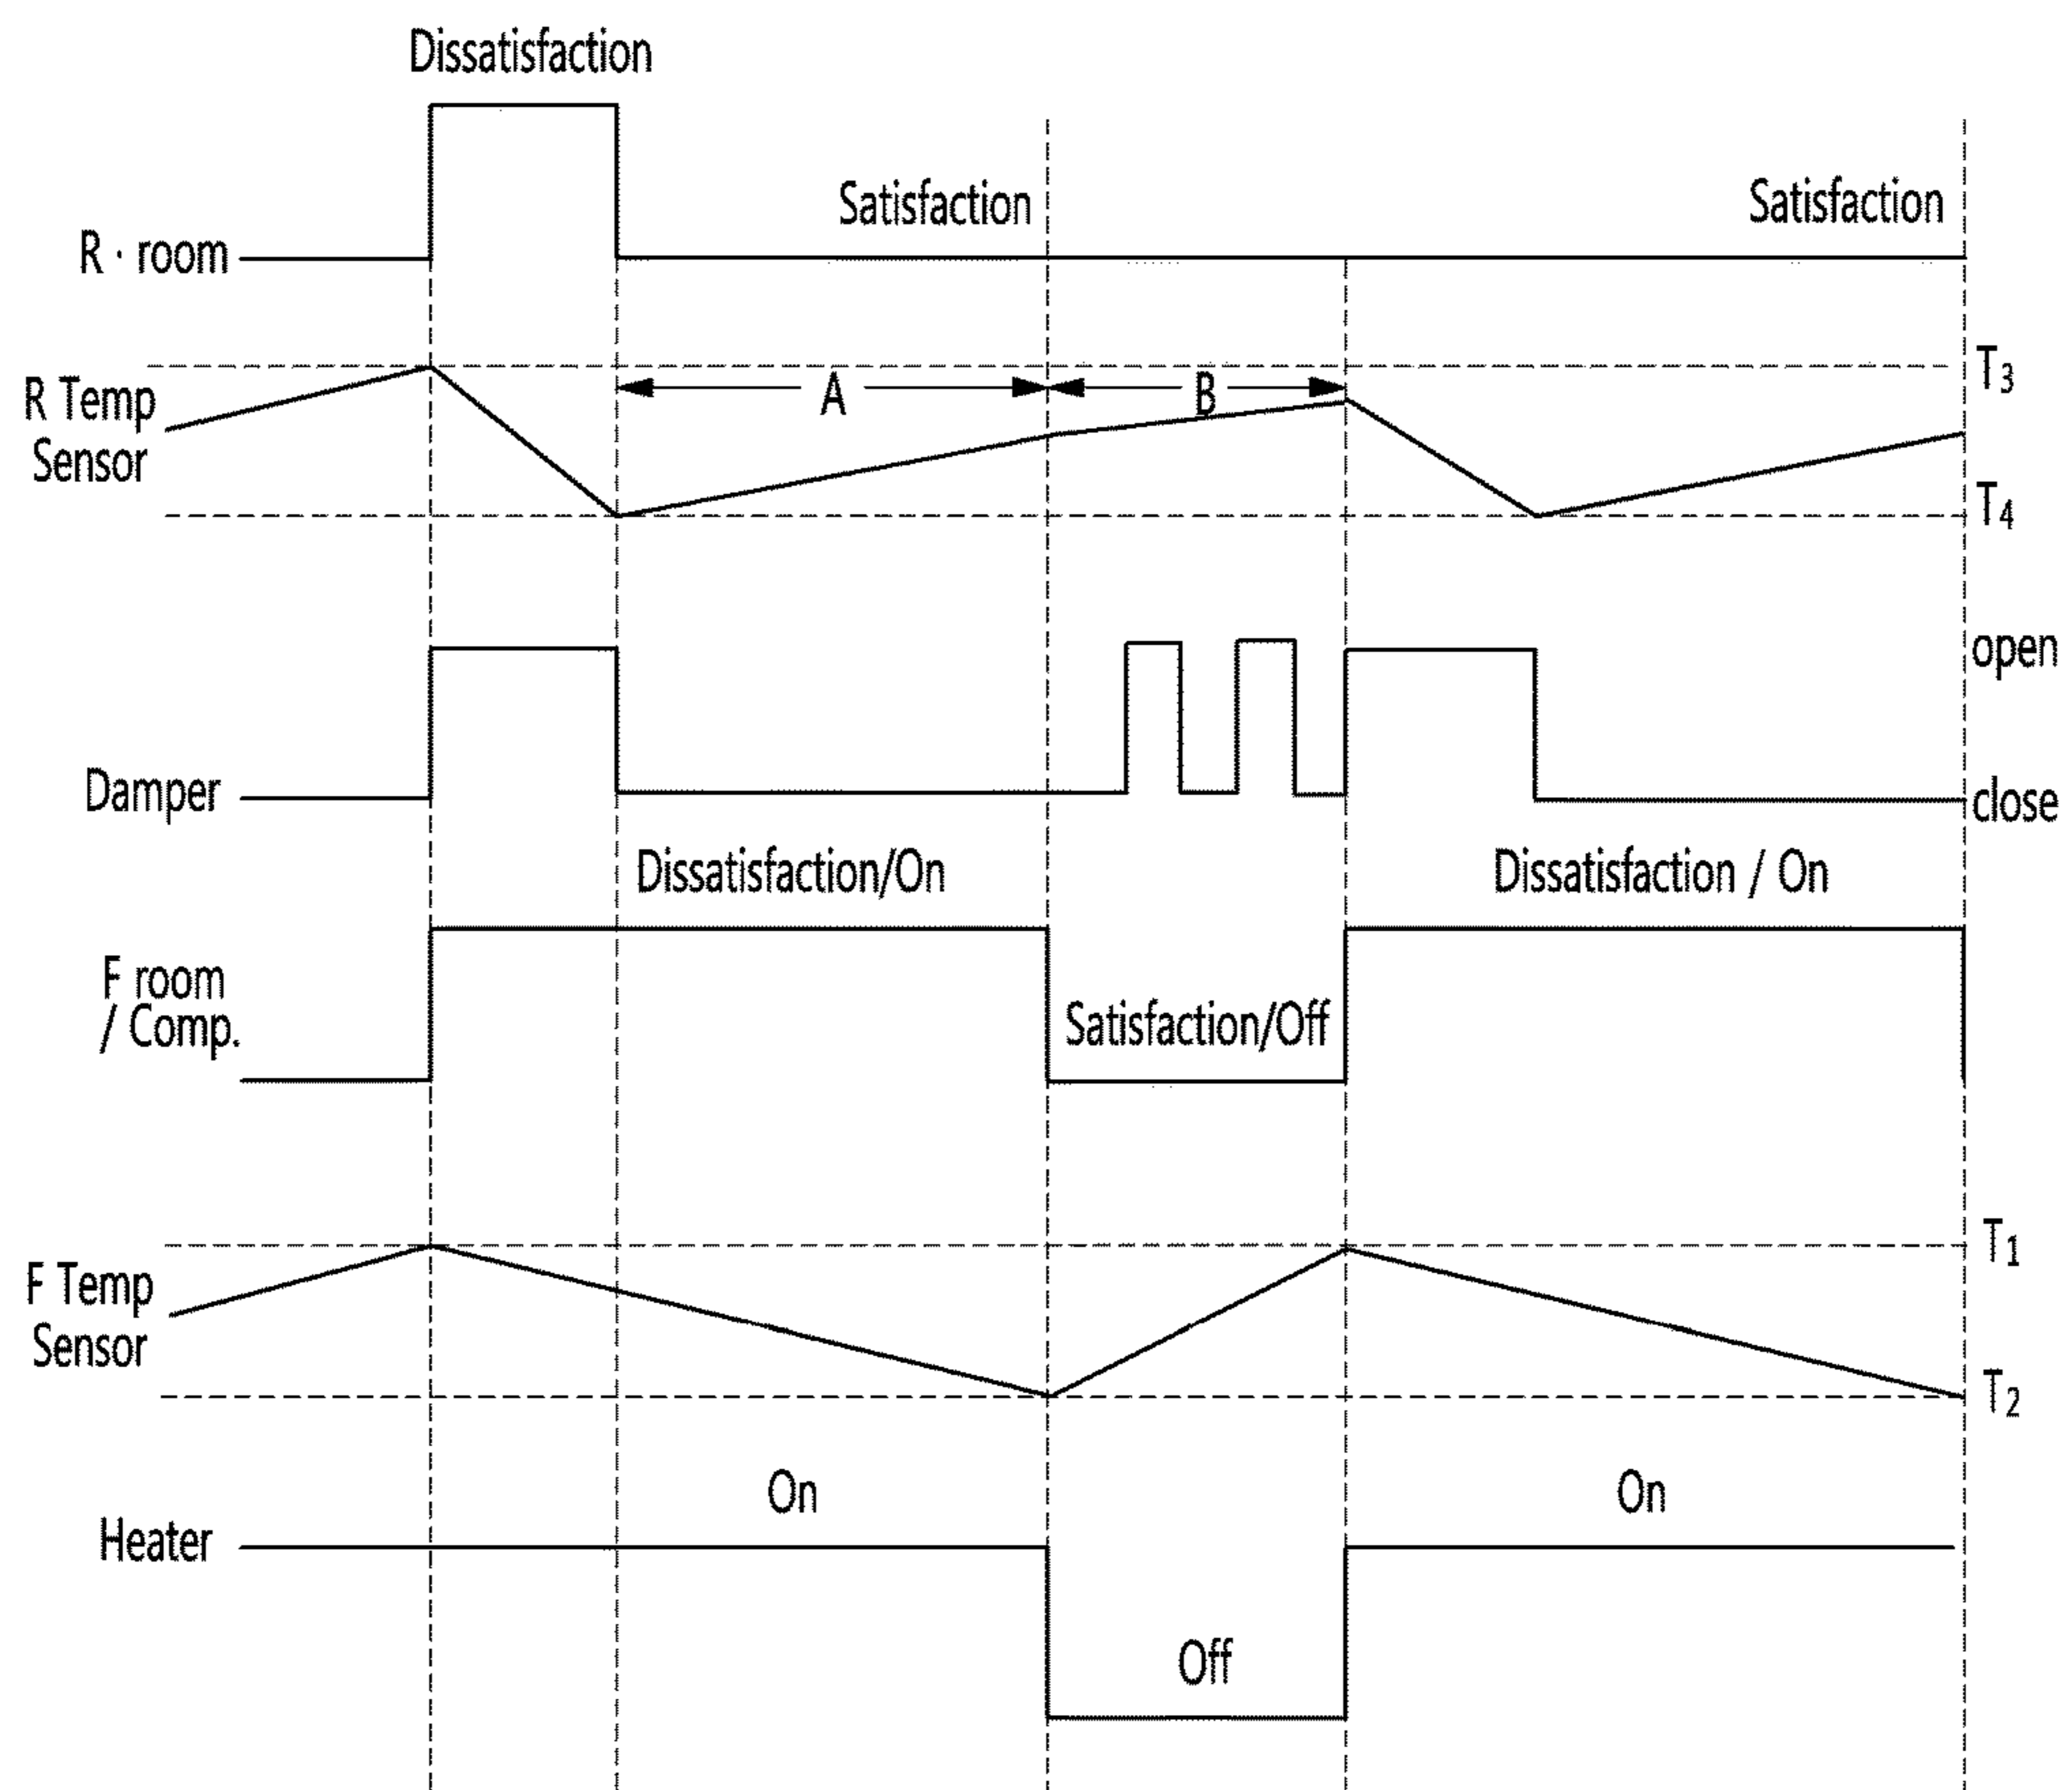 Dissatisfaction
Satisfaction
Satisfaction
R · room
T3
R Temp
Sensor
A
B
T4
open
Damper
close
Dissatisfaction/On
Dissatisfaction / On
F room
/ Comp.
Satisfaction/Off
T1
F Temp
Sensor
T2
On
On
Heater
Off